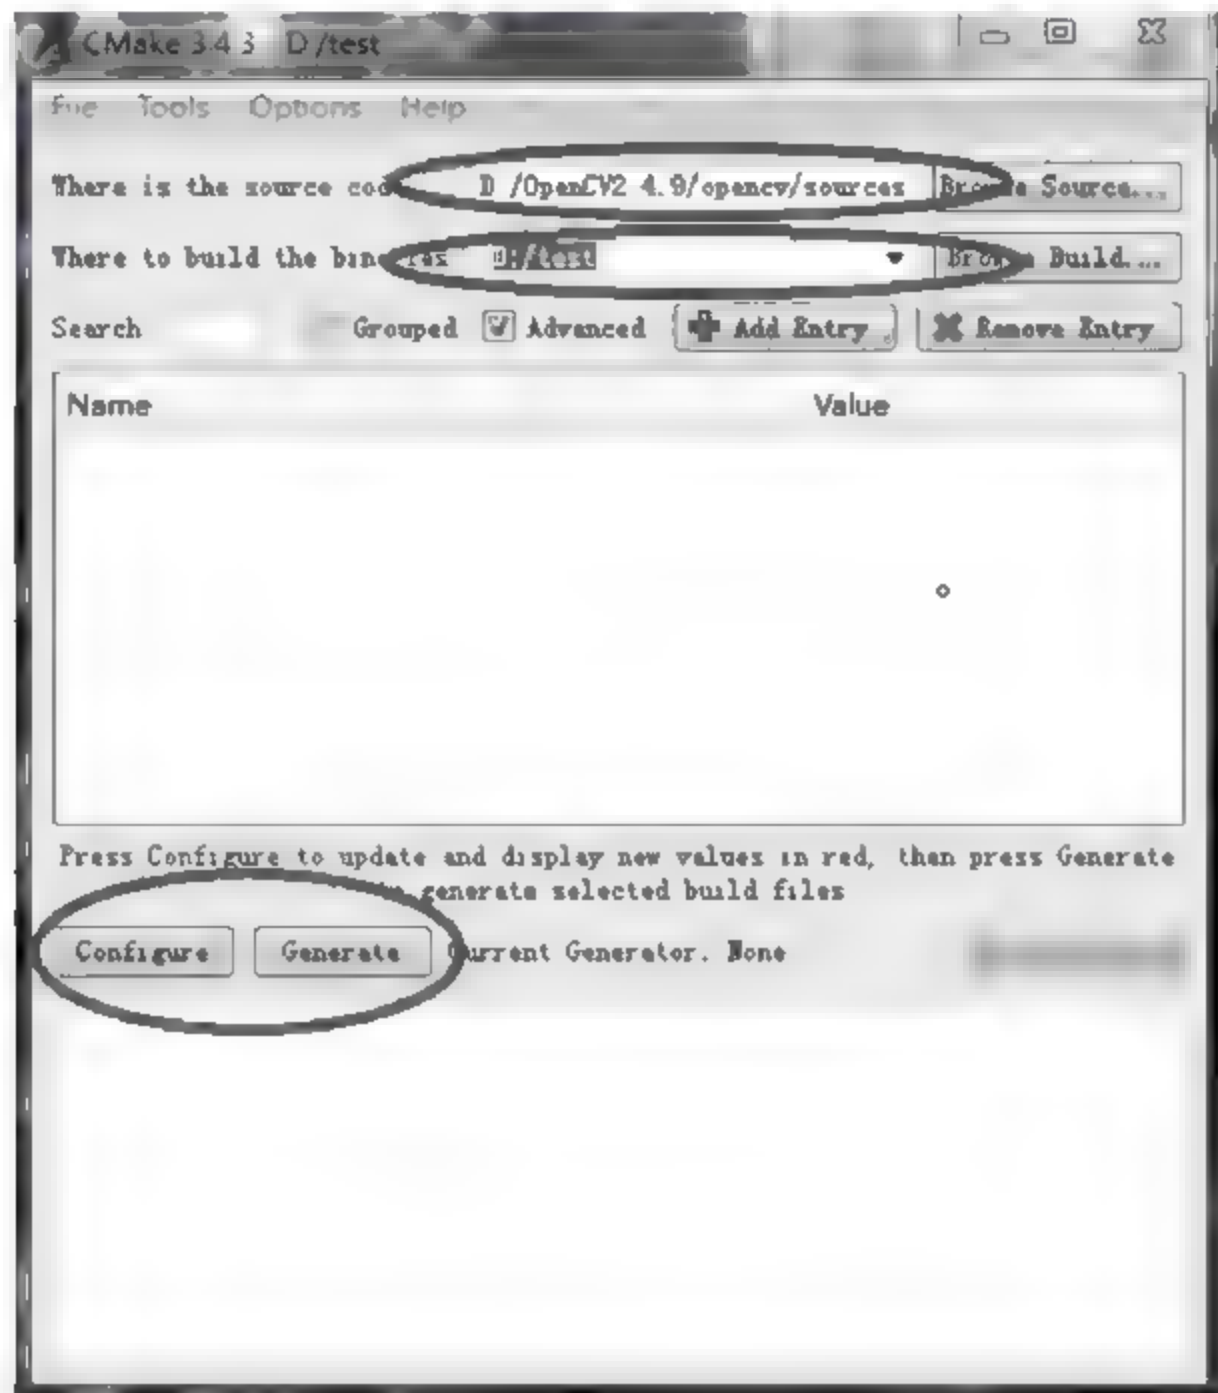 CMake 3.4 3 D /test
File Tools Options Help
Where is the source cod D /OpenCV2 4.9/opencv/sources Browse Source...
Where to build the binaries D:/test Browse Build...
Search Grouped Advanced Add Entry Remove Entry
Name Value
Press Configure to update and display new values in red, then press Generate
generate selected build files
Configure Generate Current Generator. None